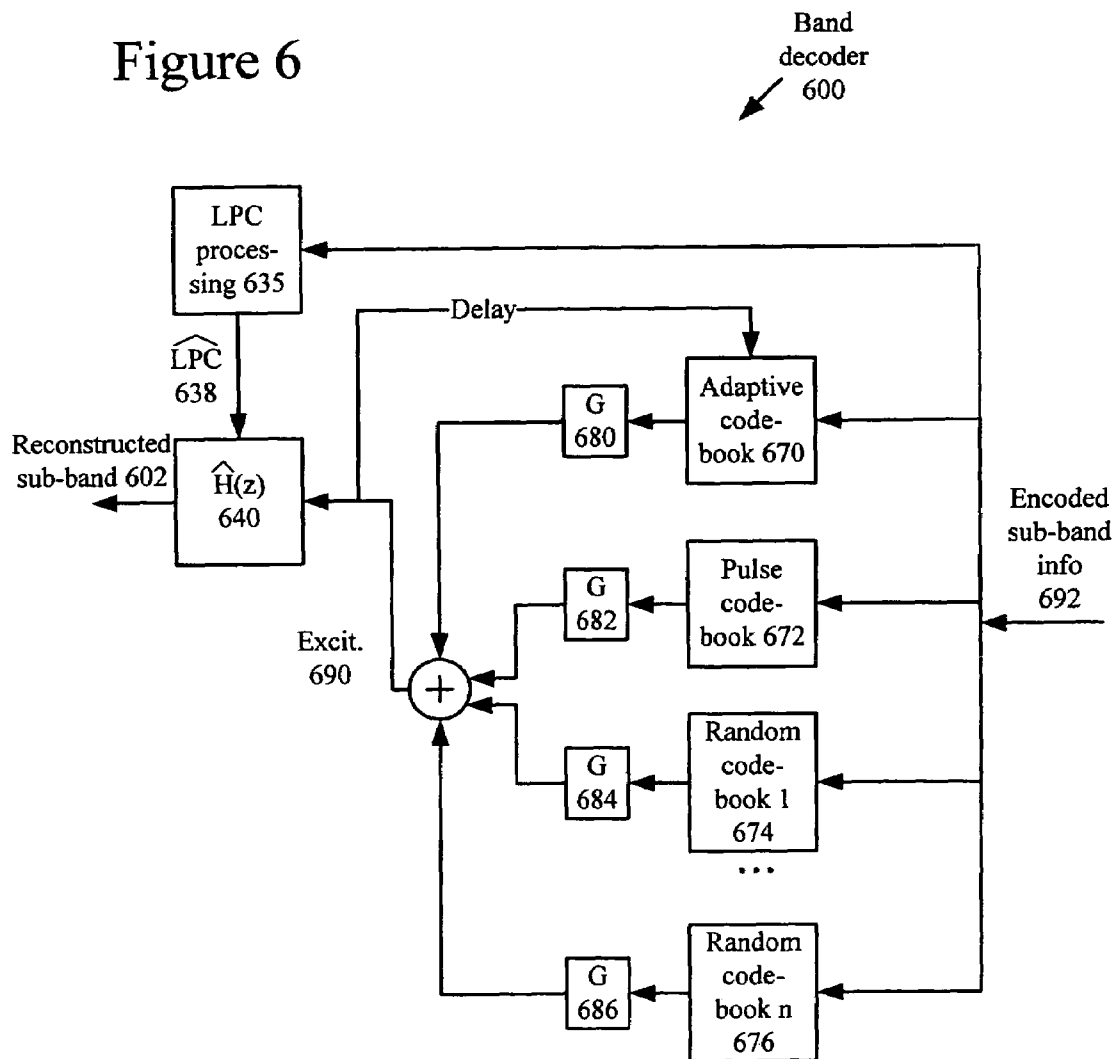 Figure 6
Band
decoder
600
LPC
proces-
sing 635
Delay
LPC
638
Adaptive
code-
book 670
G
680
Reconstructed
sub-band 602
Ĥ(z)
640
Encoded
sub-band
info
692
Pulse
code-
book 672
G
682
Excit.
690
+
Random
code-
book 1
674
G
684
...
Random
code-
book n
676
G
686